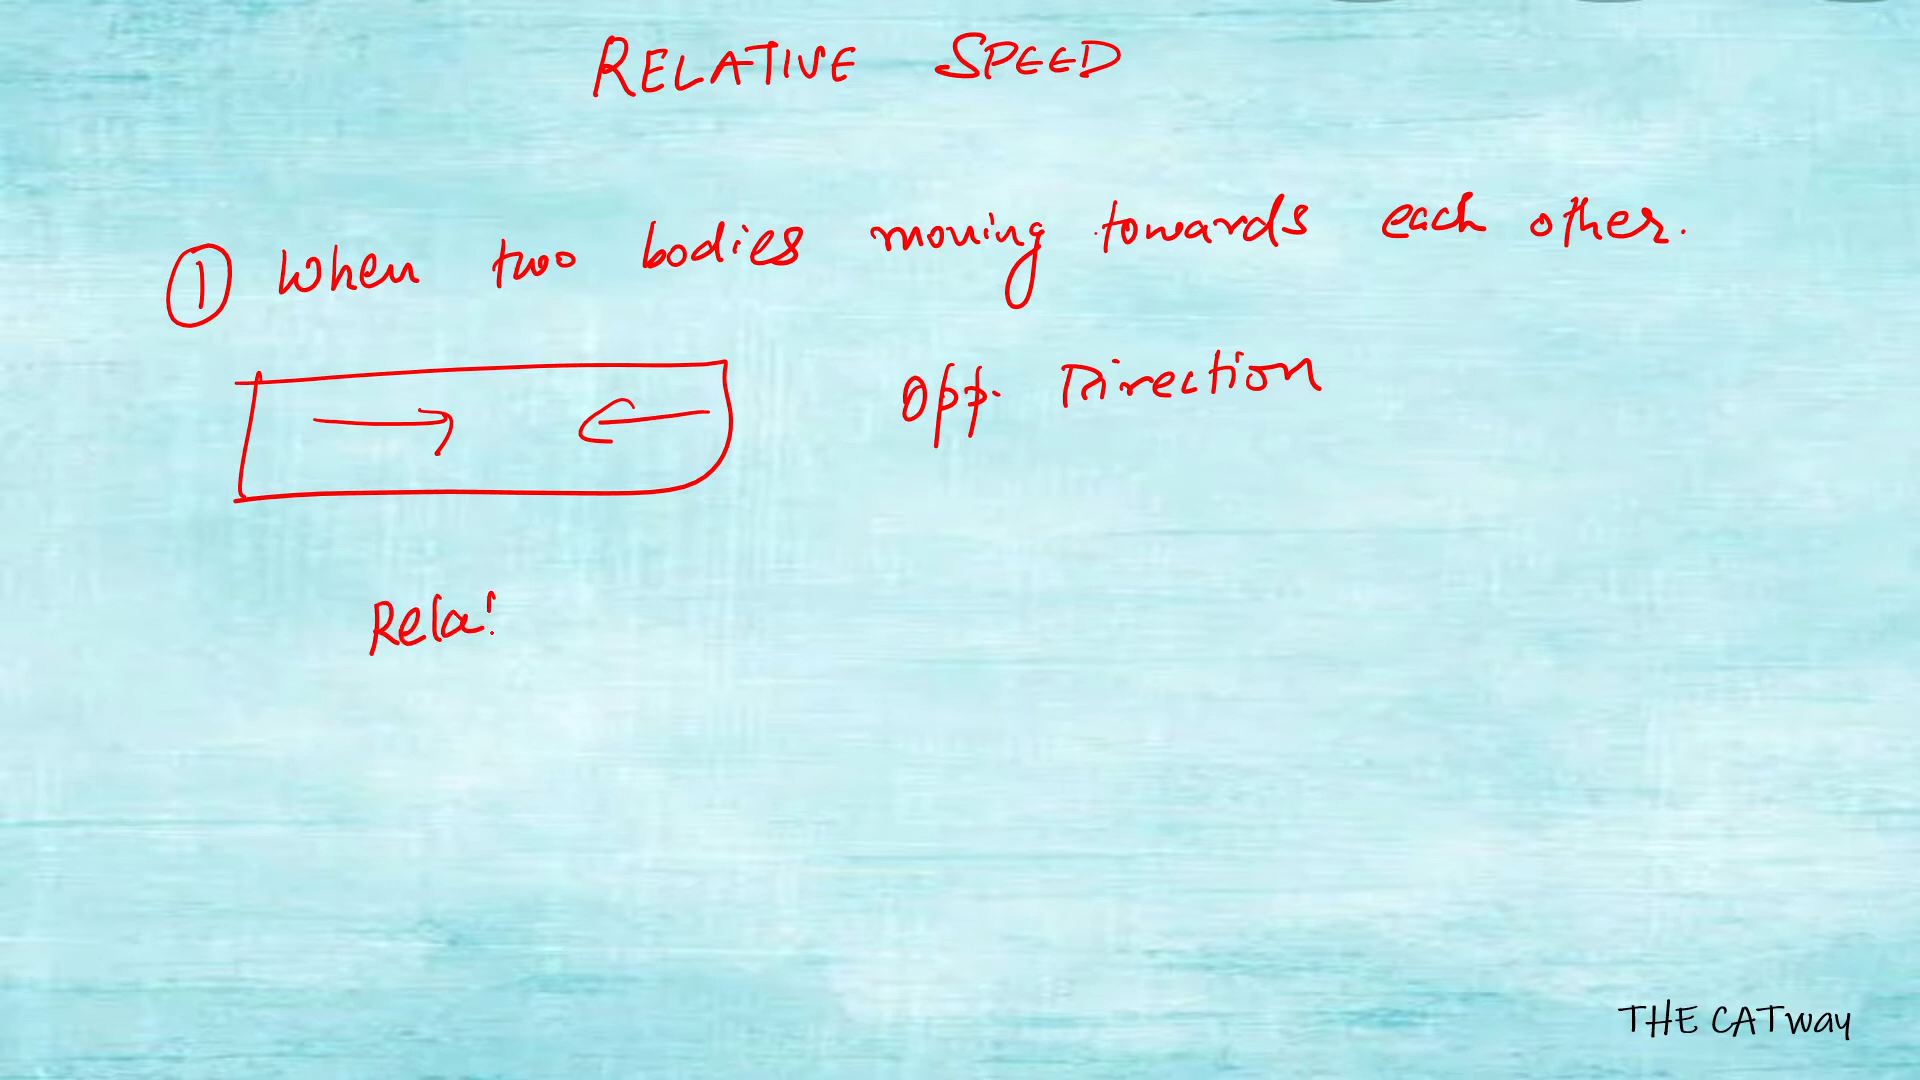 RELATIVE SPEED
① When two bodies moving towards each other.
Opp. Direction
Rela
THE CATway